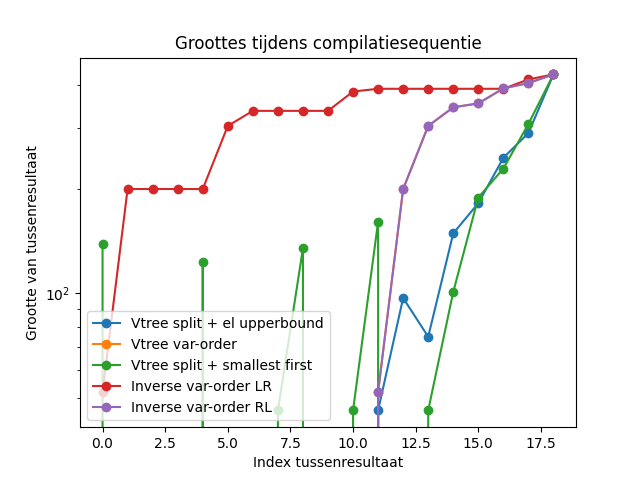 Groottes tijdens compilatiesequentie
Grootte van tussenresultaat
10²
Vtree split + el upperbound
Vtree var-order
Vtree split + smallest first
Inverse var-order LR
Inverse var-order RL
0.0 2.5 5.0 7.5 10.0 12.5 15.0 17.5
Index tussenresultaat